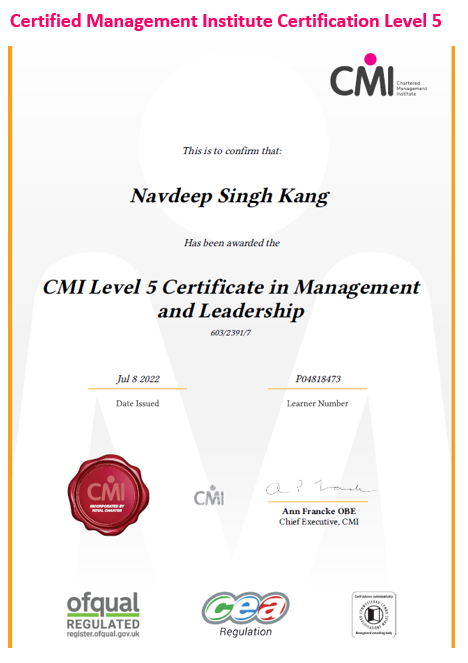 Certified Management Institute Certification Level 5
CMI
Chartered
Management
Institute
This is to confirm that:
Navdeep Singh Kang
Has been awarded the
CMI Level 5 Certificate in Management
and Leadership
603/2391/7
Jul 8 2022
P04818473
Date Issued
Learner Number
CMI
INCORPORATED BY
ROYAL CHARTER
CMI
Ann Francke OBE
Chief Executive, CMI
ofqual
REGULATED
register.ofqual.gov.uk
cea
Regulation